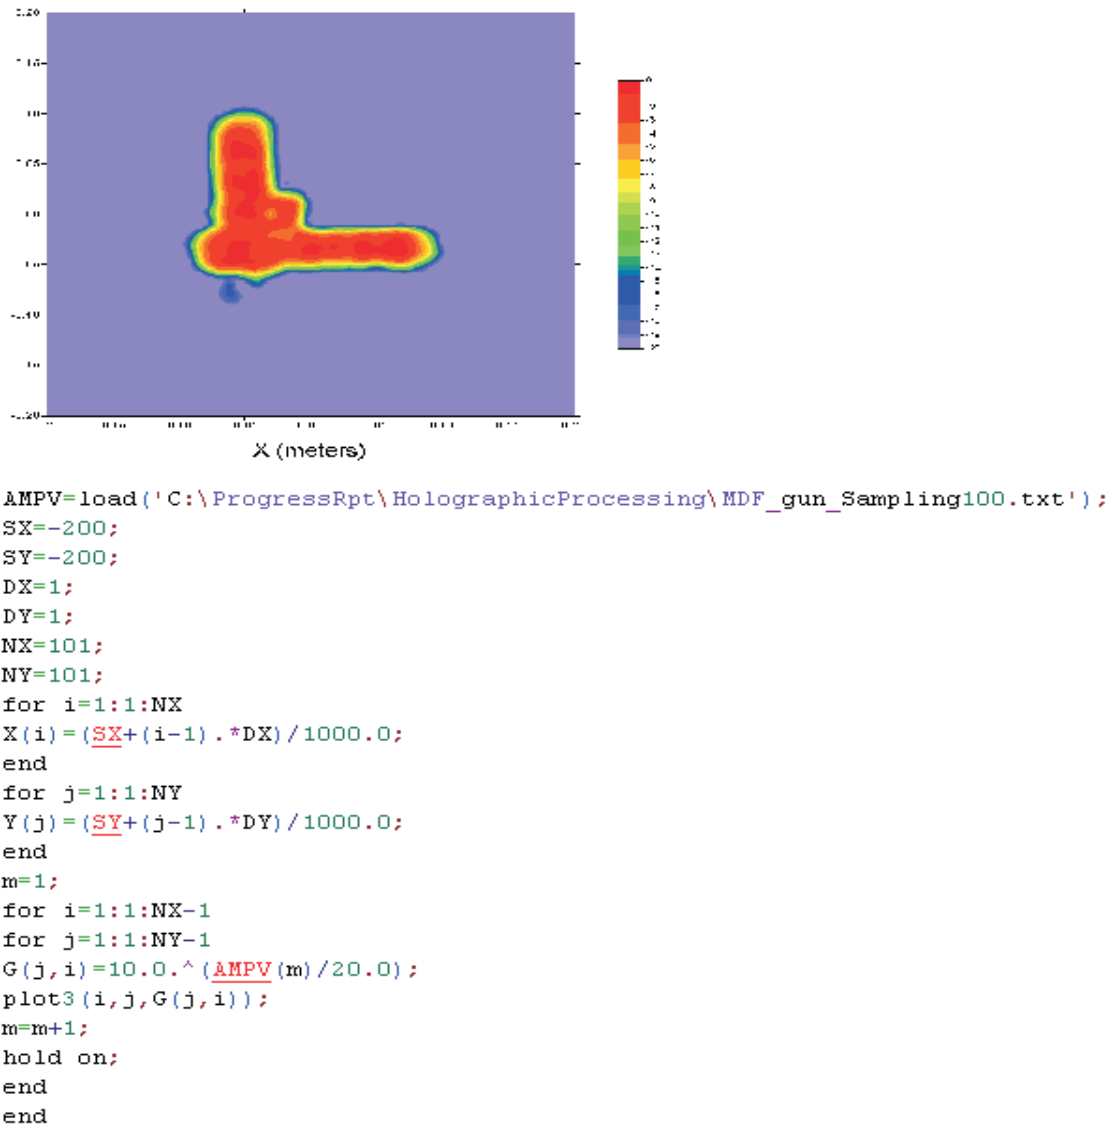 X (meters)
AMPV=load('C:\ProgressRpt\HolographicProcessing\MDF_gun_Sampling100.txt');
SX=-200;
SY=-200;
DX=1;
DY=1;
NX=101;
NY=101;
for i=1:1:NX
X(i)=(SX+(i-1).*DX)/1000.0;
end
for j=1:1:NY
Y(j)=(SY+(j-1).*DY)/1000.0;
end
m=1;
for i=1:1:NX-1
for j=1:1:NY-1
G(j,i)=10.0.^(AMPV(m)/20.0);
plot3(i,j,G(j,i));
m=m+1;
hold on;
end
end